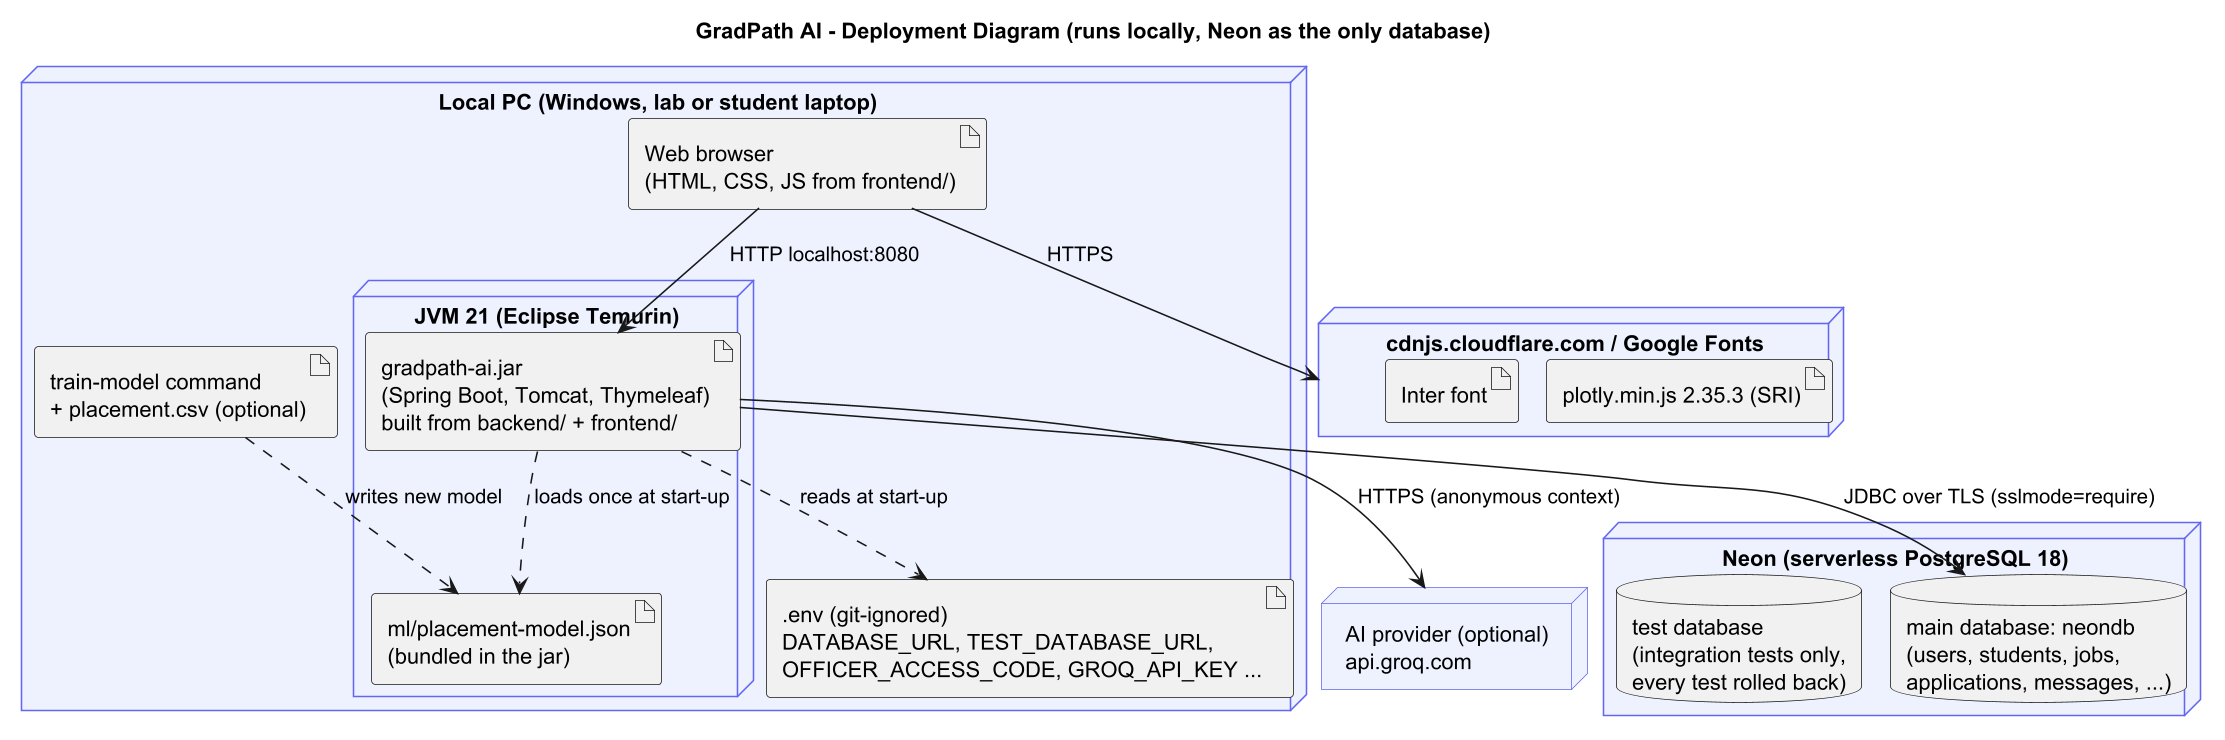 GradPath AI - Deployment Diagram (runs locally, Neon as the only database)
Local PC (Windows, lab or student laptop)
Web browser
(HTML, CSS, JS from frontend/)
HTTP localhost:8080
HTTPS
JVM 21 (Eclipse Temurin)
gradpath-ai.jar
(Spring Boot, Tomcat, Thymeleaf)
built from backend/ + frontend/
train-model command
+ placement.csv (optional)
cdnjs.cloudflare.com / Google Fonts
Inter font
plotly.min.js 2.35.3 (SRI)
writes new model
loads once at start-up
reads at start-up
HTTPS (anonymous context)
JDBC over TLS (sslmode=require)
ml/placement-model.json
(bundled in the jar)
.env (git-ignored)
DATABASE_URL, TEST_DATABASE_URL,
OFFICER_ACCESS_CODE, GROQ_API_KEY ...
AI provider (optional)
api.groq.com
Neon (serverless PostgreSQL 18)
test database
(integration tests only,
every test rolled back)
main database: neondb
(users, students, jobs,
applications, messages, ...)